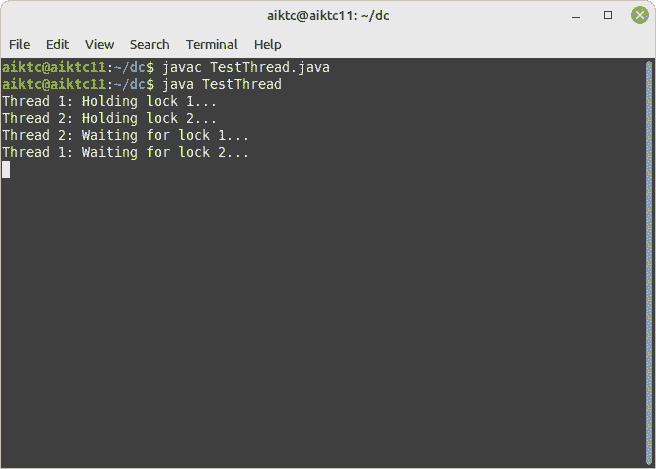 aiktc@aiktc11: ~/dc
File Edit View Search Terminal Help
aiktc@aiktc11:~/dc$ javac TestThread.java
aiktc@aiktc11:~/dc$ java TestThread
Thread 1: Holding lock 1...
Thread 2: Holding lock 2...
Thread 2: Waiting for lock 1...
Thread 1: Waiting for lock 2...